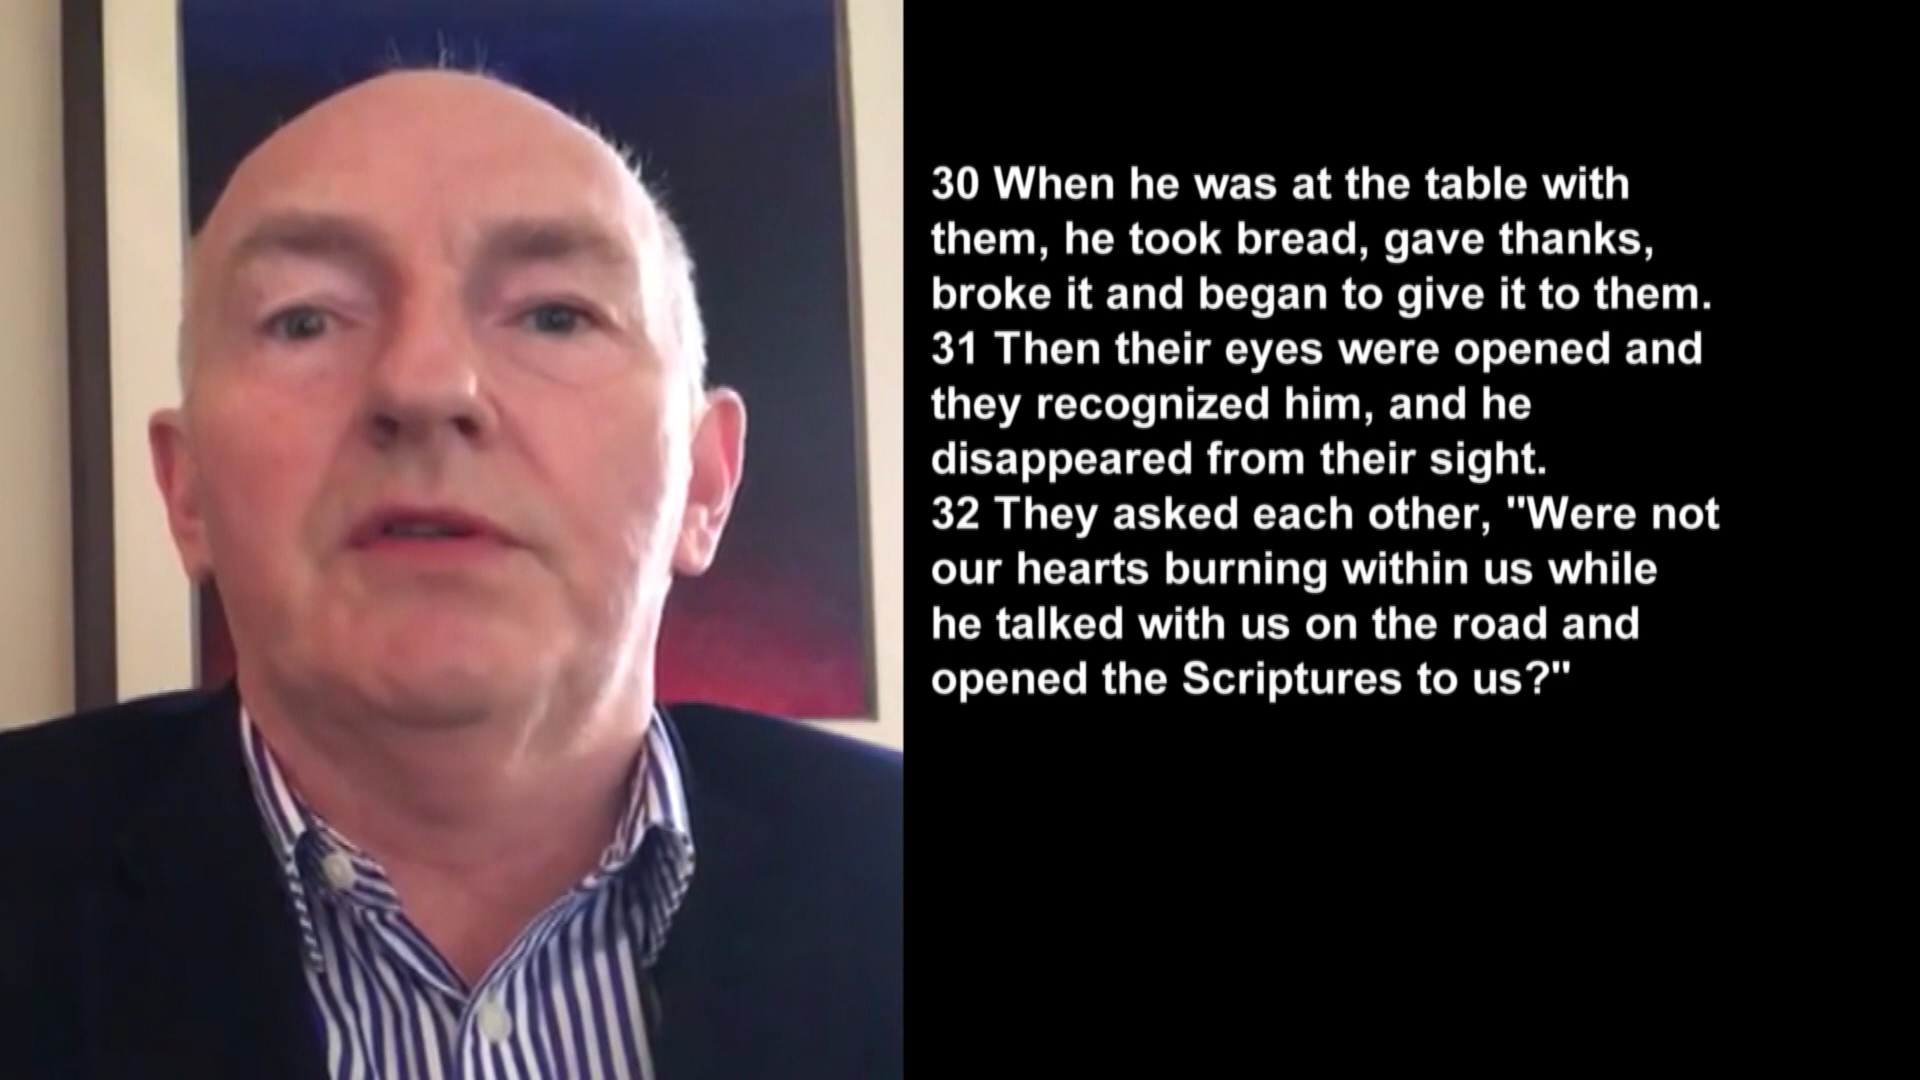 30 When he was at the table with
them, he took bread, gave thanks,
broke it and began to give it to them.
31 Then their eyes were opened and
they recognized him, and he
disappeared from their sight.
32 They asked each other, "Were not
our hearts burning within us while
he talked with us on the road and
opened the Scriptures to us?"